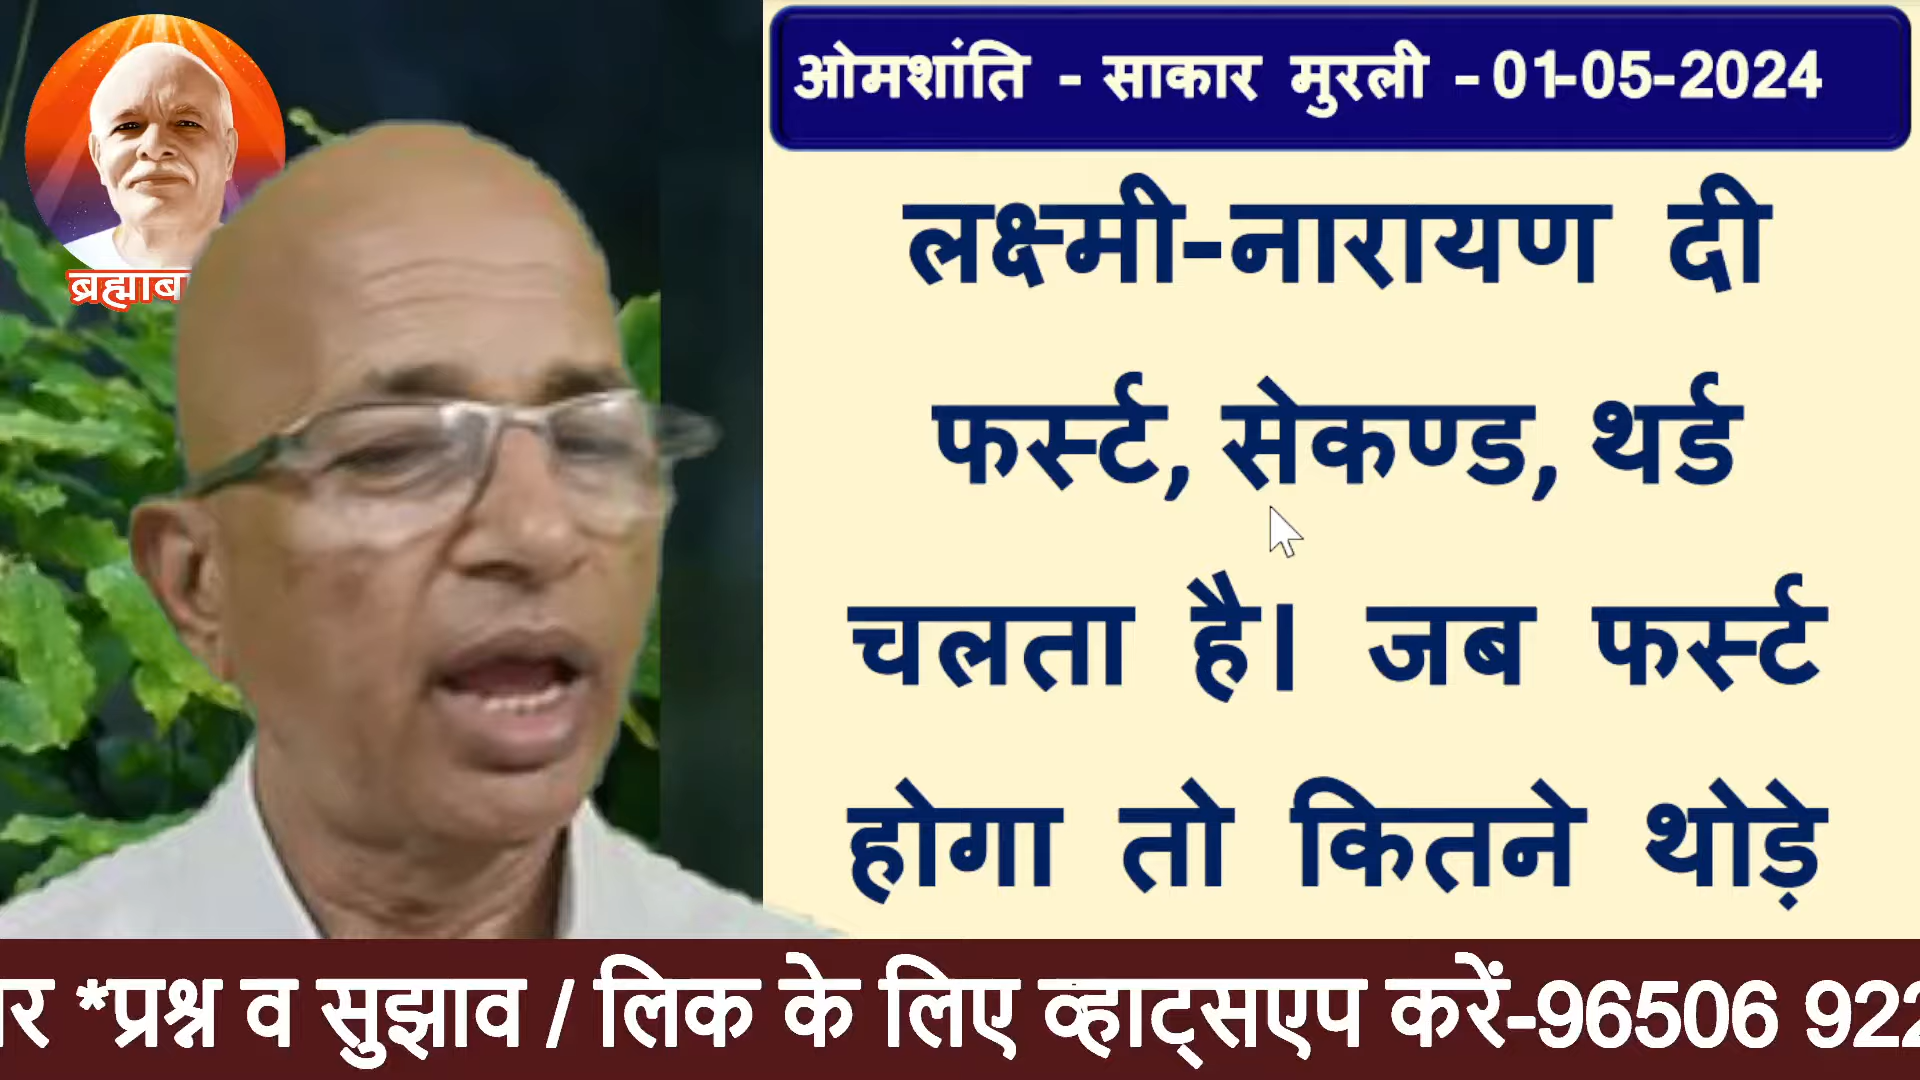 ओमशांति - साकार मुरली - 01-05-2024
ब्रह्माब
लक्ष्मी-नारायण दी
फर्स्ट, सेकण्ड, थर्ड
चलता है। जब फर्स्ट
होगा तो कितने थोड़े
*प्रश्न व सुझाव / लिंक के लिए व्हाट्सएप करें-96506 922